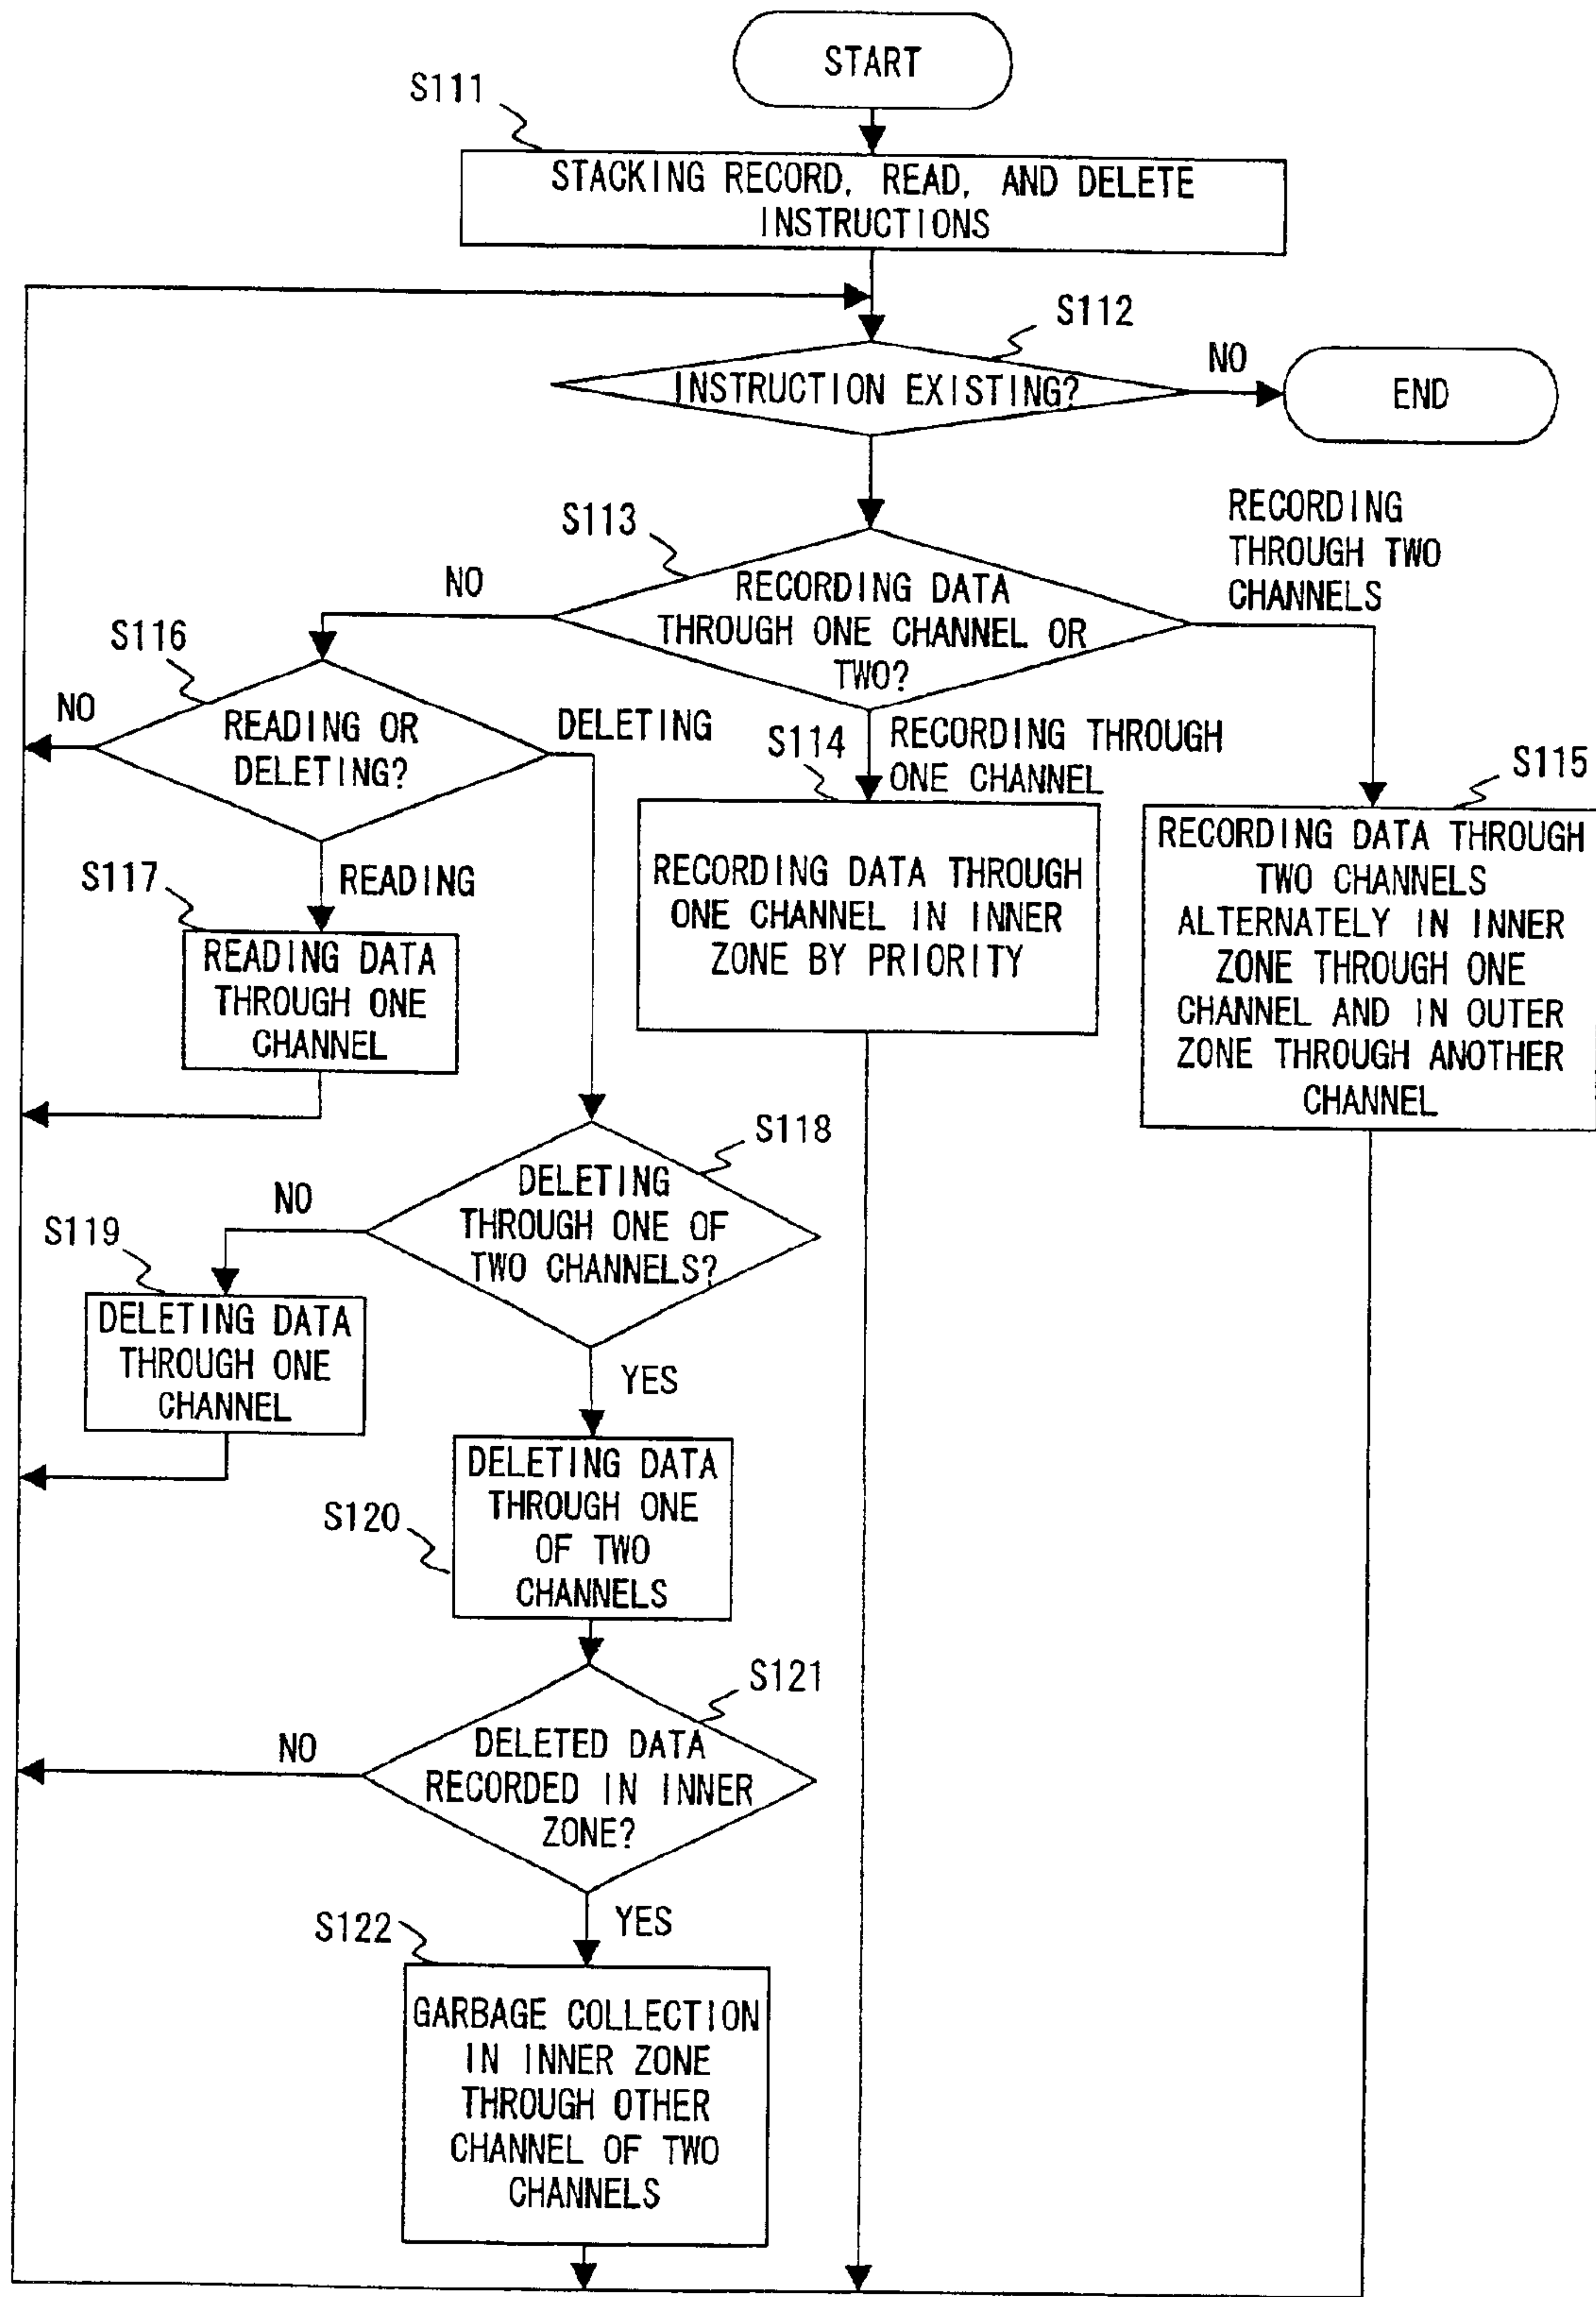 START
S111
STACKING RECORD, READ, AND DELETE
INSTRUCTIONS
S112
INSTRUCTION EXISTING?
NO
END
S113
RECORDING DATA
THROUGH ONE CHANNEL OR
TWO?
NO
RECORDING
THROUGH TWO
CHANNELS
S116
READING OR
DELETING?
NO
DELETING
S114
RECORDING THROUGH
ONE CHANNEL
S115
READING
S117
READING DATA
THROUGH ONE
CHANNEL
RECORDING DATA THROUGH
ONE CHANNEL IN INNER
ZONE BY PRIORITY
RECORDING DATA THROUGH
TWO CHANNELS
ALTERNATELY IN INNER
ZONE THROUGH ONE
CHANNEL AND IN OUTER
ZONE THROUGH ANOTHER
CHANNEL
S118
DELETING
THROUGH ONE OF
TWO CHANNELS?
NO
S119
DELETING DATA
THROUGH ONE
CHANNEL
YES
S120
DELETING DATA
THROUGH ONE
OF TWO
CHANNELS
S121
DELETED DATA
RECORDED IN INNER
ZONE?
NO
YES
S122
GARBAGE COLLECTION
IN INNER ZONE
THROUGH OTHER
CHANNEL OF TWO
CHANNELS